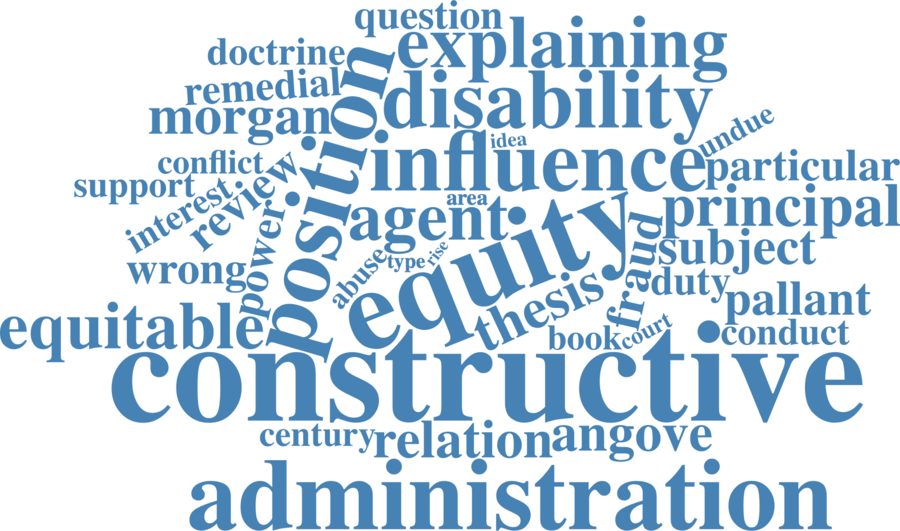 question
explaining
doctrine
remedial
position
disability
morgan
undue
idea
influence
conflict
particular
support
review
interest
area
principal
agent
power
equity
fraud
subject
wrong
abuse
type
rise
duty
thesis
pallant
equitable
book
court
conduct
constructive
century
relation
angove
administration